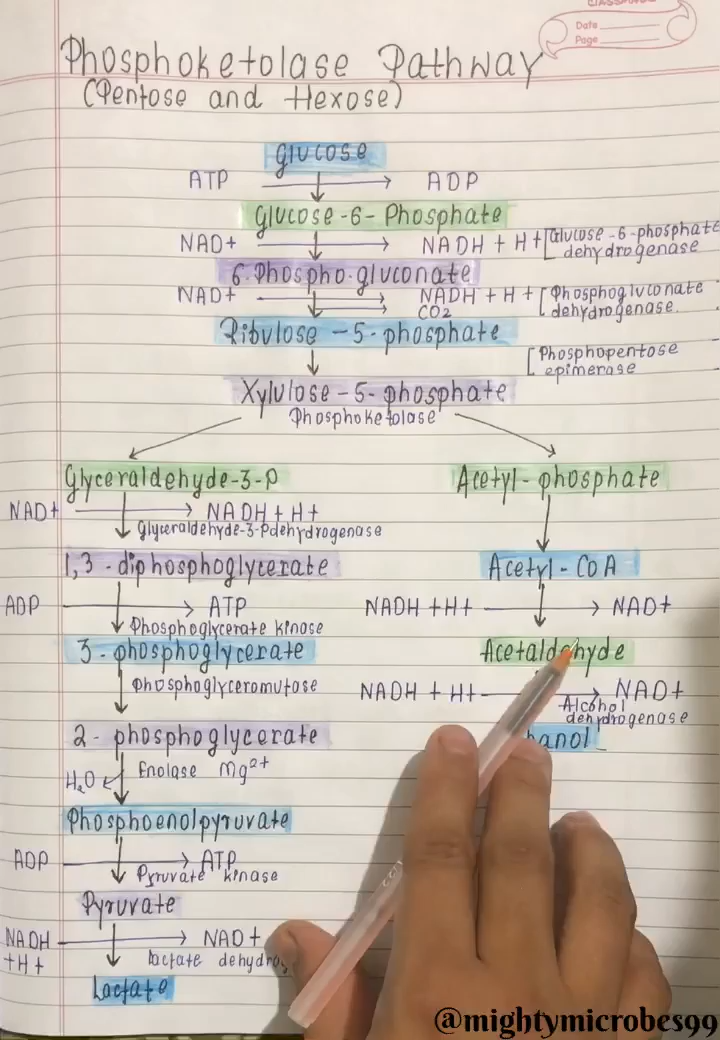 Date
Page
Phosphoketolase Pathway
(Pentose and Hexose)
Glucose
ATP → ADP
Glucose-6-Phosphate
NAD+ → NADH + H+ [Glucose-6-phosphate
dehydrogenase
6-Phospho-gluconate
NAD+ → NADH + H+ [Phosphogluconate
CO2 dehydrogenase.
Ribulose-5-phosphate
[Phosphopentose
epimerase
Xylulose-5-phosphate
Phosphoketolase
Glyceraldehyde-3-P Acetyl-phosphate
NAD+ → NADH + H+
Glyceraldehyde-3-Pdehydrogenase
1,3-diphosphoglycerate Acetyl-CoA
ADP → ATP NADH + H+ → NAD+
Phosphoglycerate kinase
3-phosphoglycerate Acetaldehyde
Phosphoglyceromutose NADH + H+ → NAD+
Alcohol
dehydrogenase
2-phosphoglycerate hanol
H2O Enolase Mg2+
Phosphoenolpyruvate
ADP → ATP
Pyruvate kinase
Pyruvate
NADH → NAD+
+H+ lactate dehydrog
Lactate
@mightymicrobes99